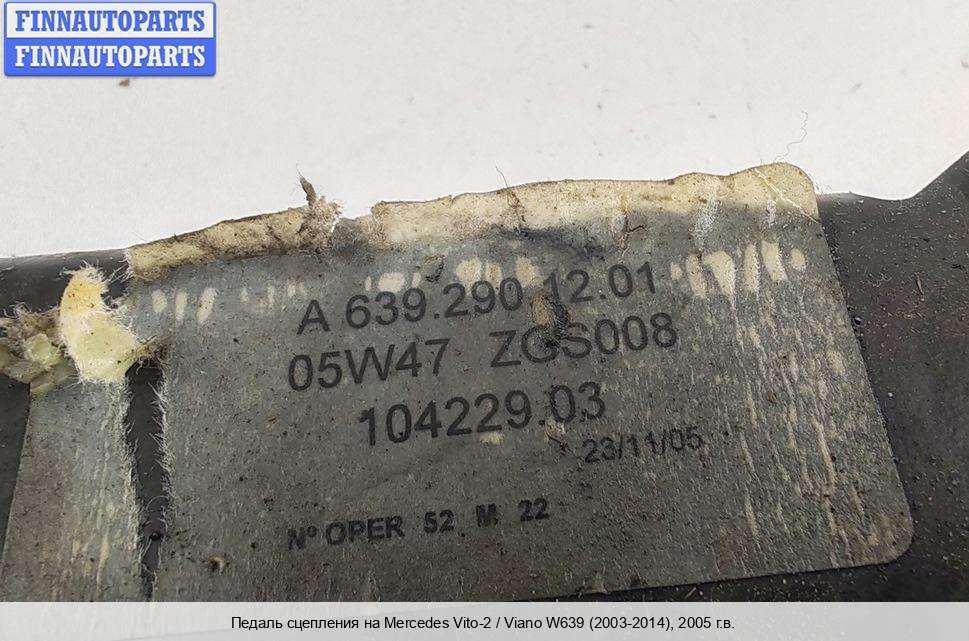 FINNAUTOPARTS
FINNAUTOPARTS
A 639.290 12.01
05W47 ZGS008
104229.03
23/11/05
Nº OPER 52 M 22
Педаль сцепления на Mercedes Vito-2 / Viano W639 (2003-2014), 2005 г.в.